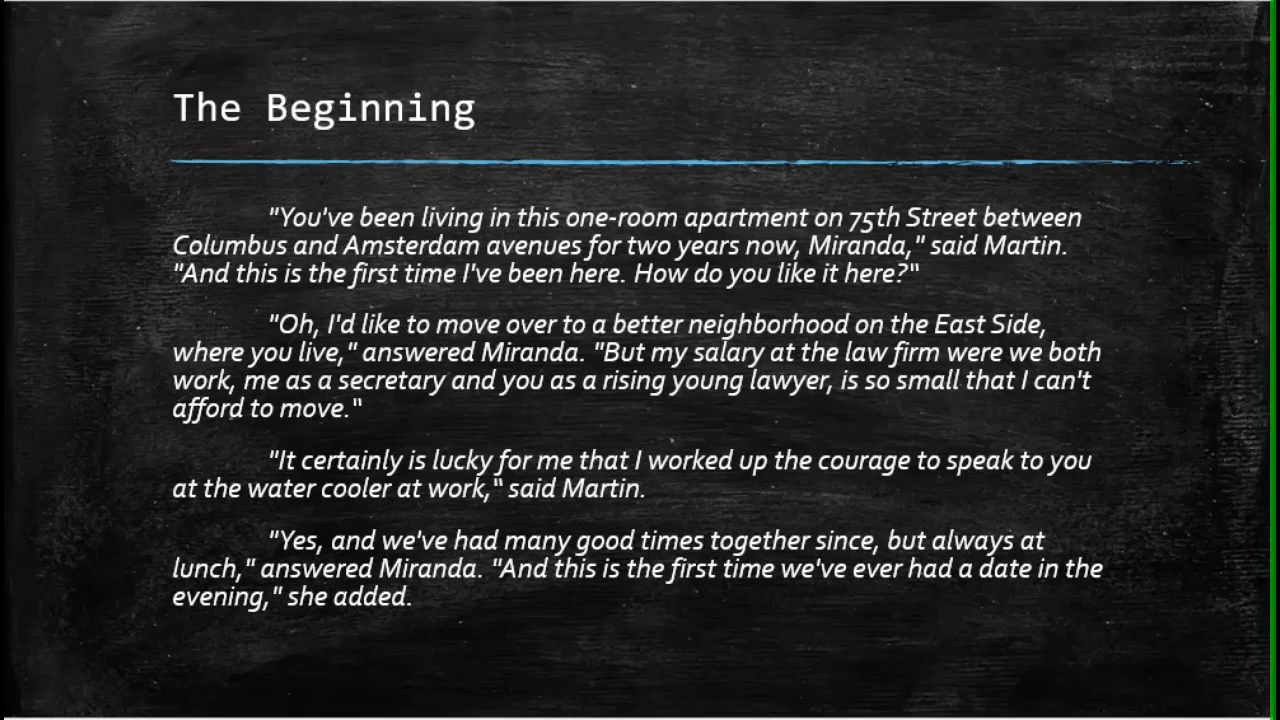 The Beginning
"You've been living in this one-room apartment on 75th Street between
Columbus and Amsterdam avenues for two years now, Miranda," said Martin.
"And this is the first time I've been here. How do you like it here?"
"Oh, I'd like to move over to a better neighborhood on the East Side,
where you live," answered Miranda. "But my salary at the law firm were we both
work, me as a secretary and you as a rising young lawyer, is so small that I can't
afford to move."
"It certainly is lucky for me that I worked up the courage to speak to you
at the water cooler at work," said Martin.
"Yes, and we've had many good times together since, but always at
lunch," answered Miranda. "And this is the first time we've ever had a date in the
evening," she added.